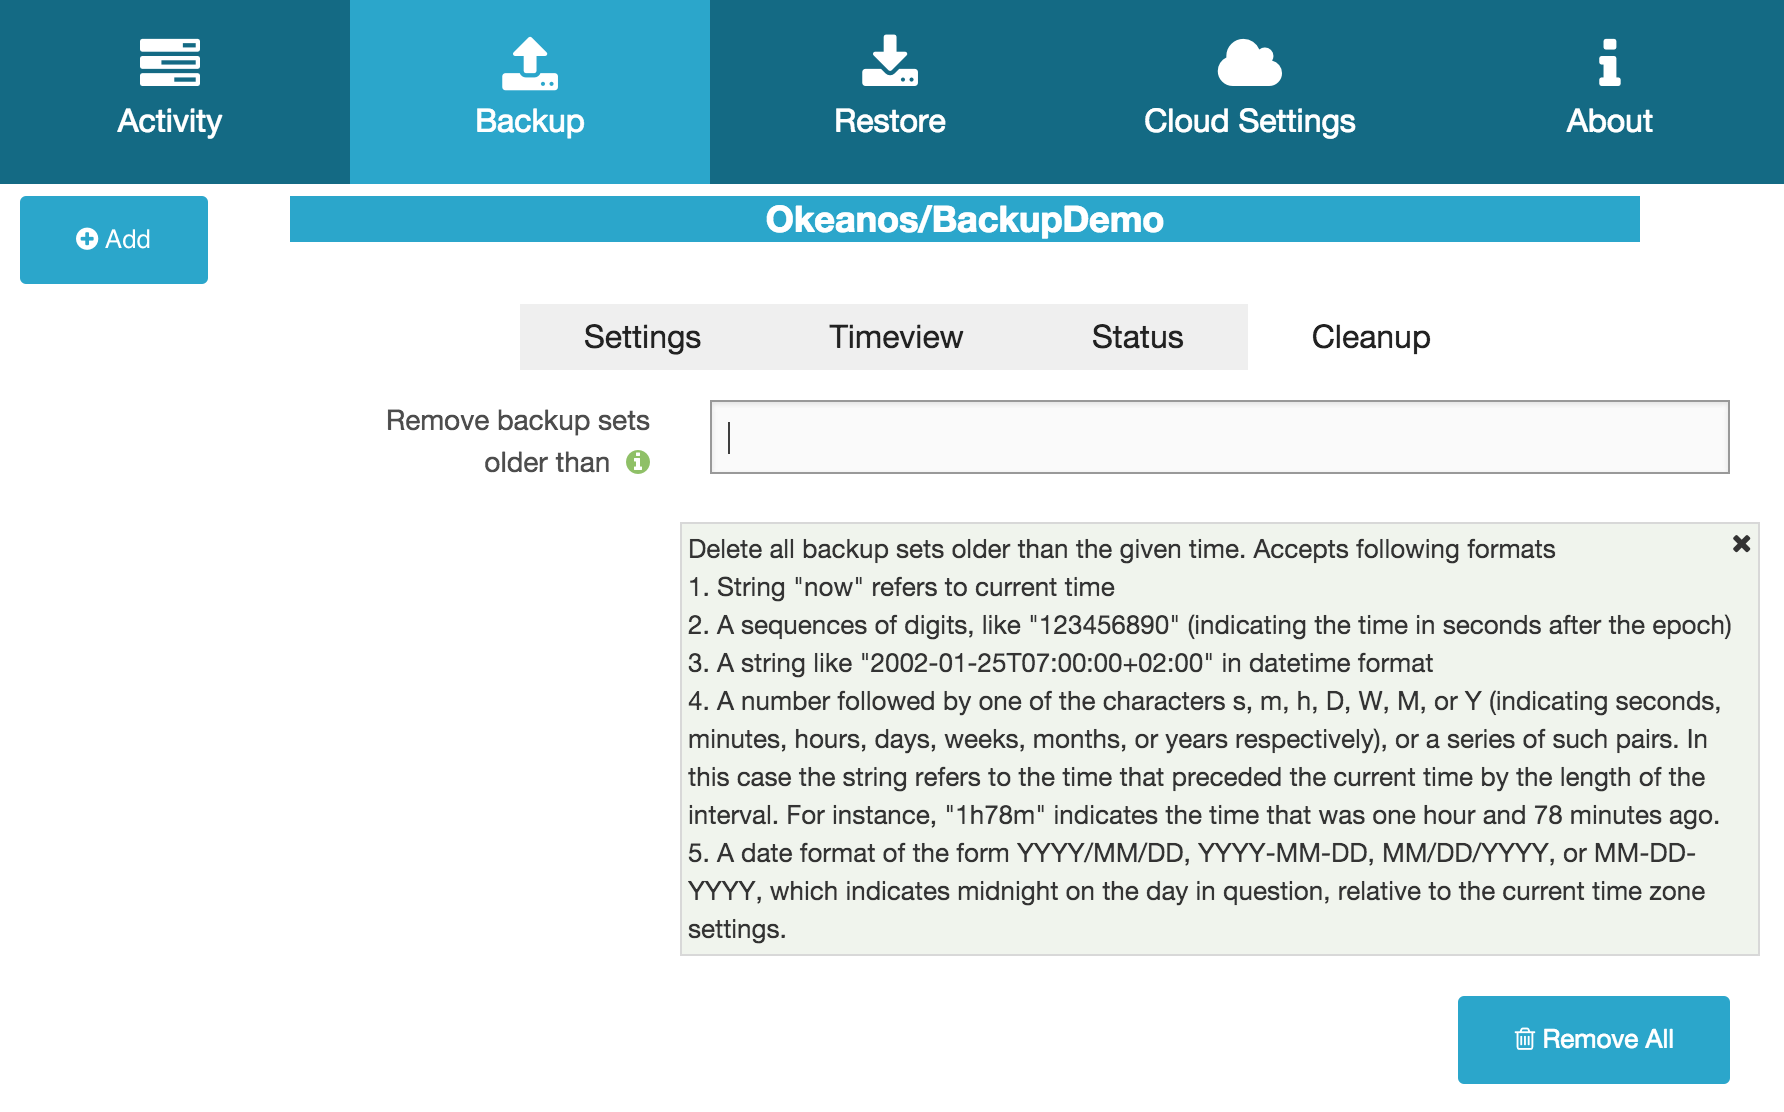 Activity
Backup
Restore
Cloud Settings
About
Add
Okeanos/BackupDemo
Settings
Timeview
Status
Cleanup
Remove backup sets
older than
Delete all backup sets older than the given time. Accepts following formats
1. String "now" refers to current time
2. A sequences of digits, like "123456890" (indicating the time in seconds after the epoch)
3. A string like "2002-01-25T07:00:00+02:00" in datetime format
4. A number followed by one of the characters s, m, h, D, W, M, or Y (indicating seconds,
minutes, hours, days, weeks, months, or years respectively), or a series of such pairs. In
this case the string refers to the time that preceded the current time by the length of the
interval. For instance, "1h78m" indicates the time that was one hour and 78 minutes ago.
5. A date format of the form YYYY/MM/DD, YYYY-MM-DD, MM/DD/YYYY, or MM-DD-
YYYY, which indicates midnight on the day in question, relative to the current time zone
settings.
Remove All